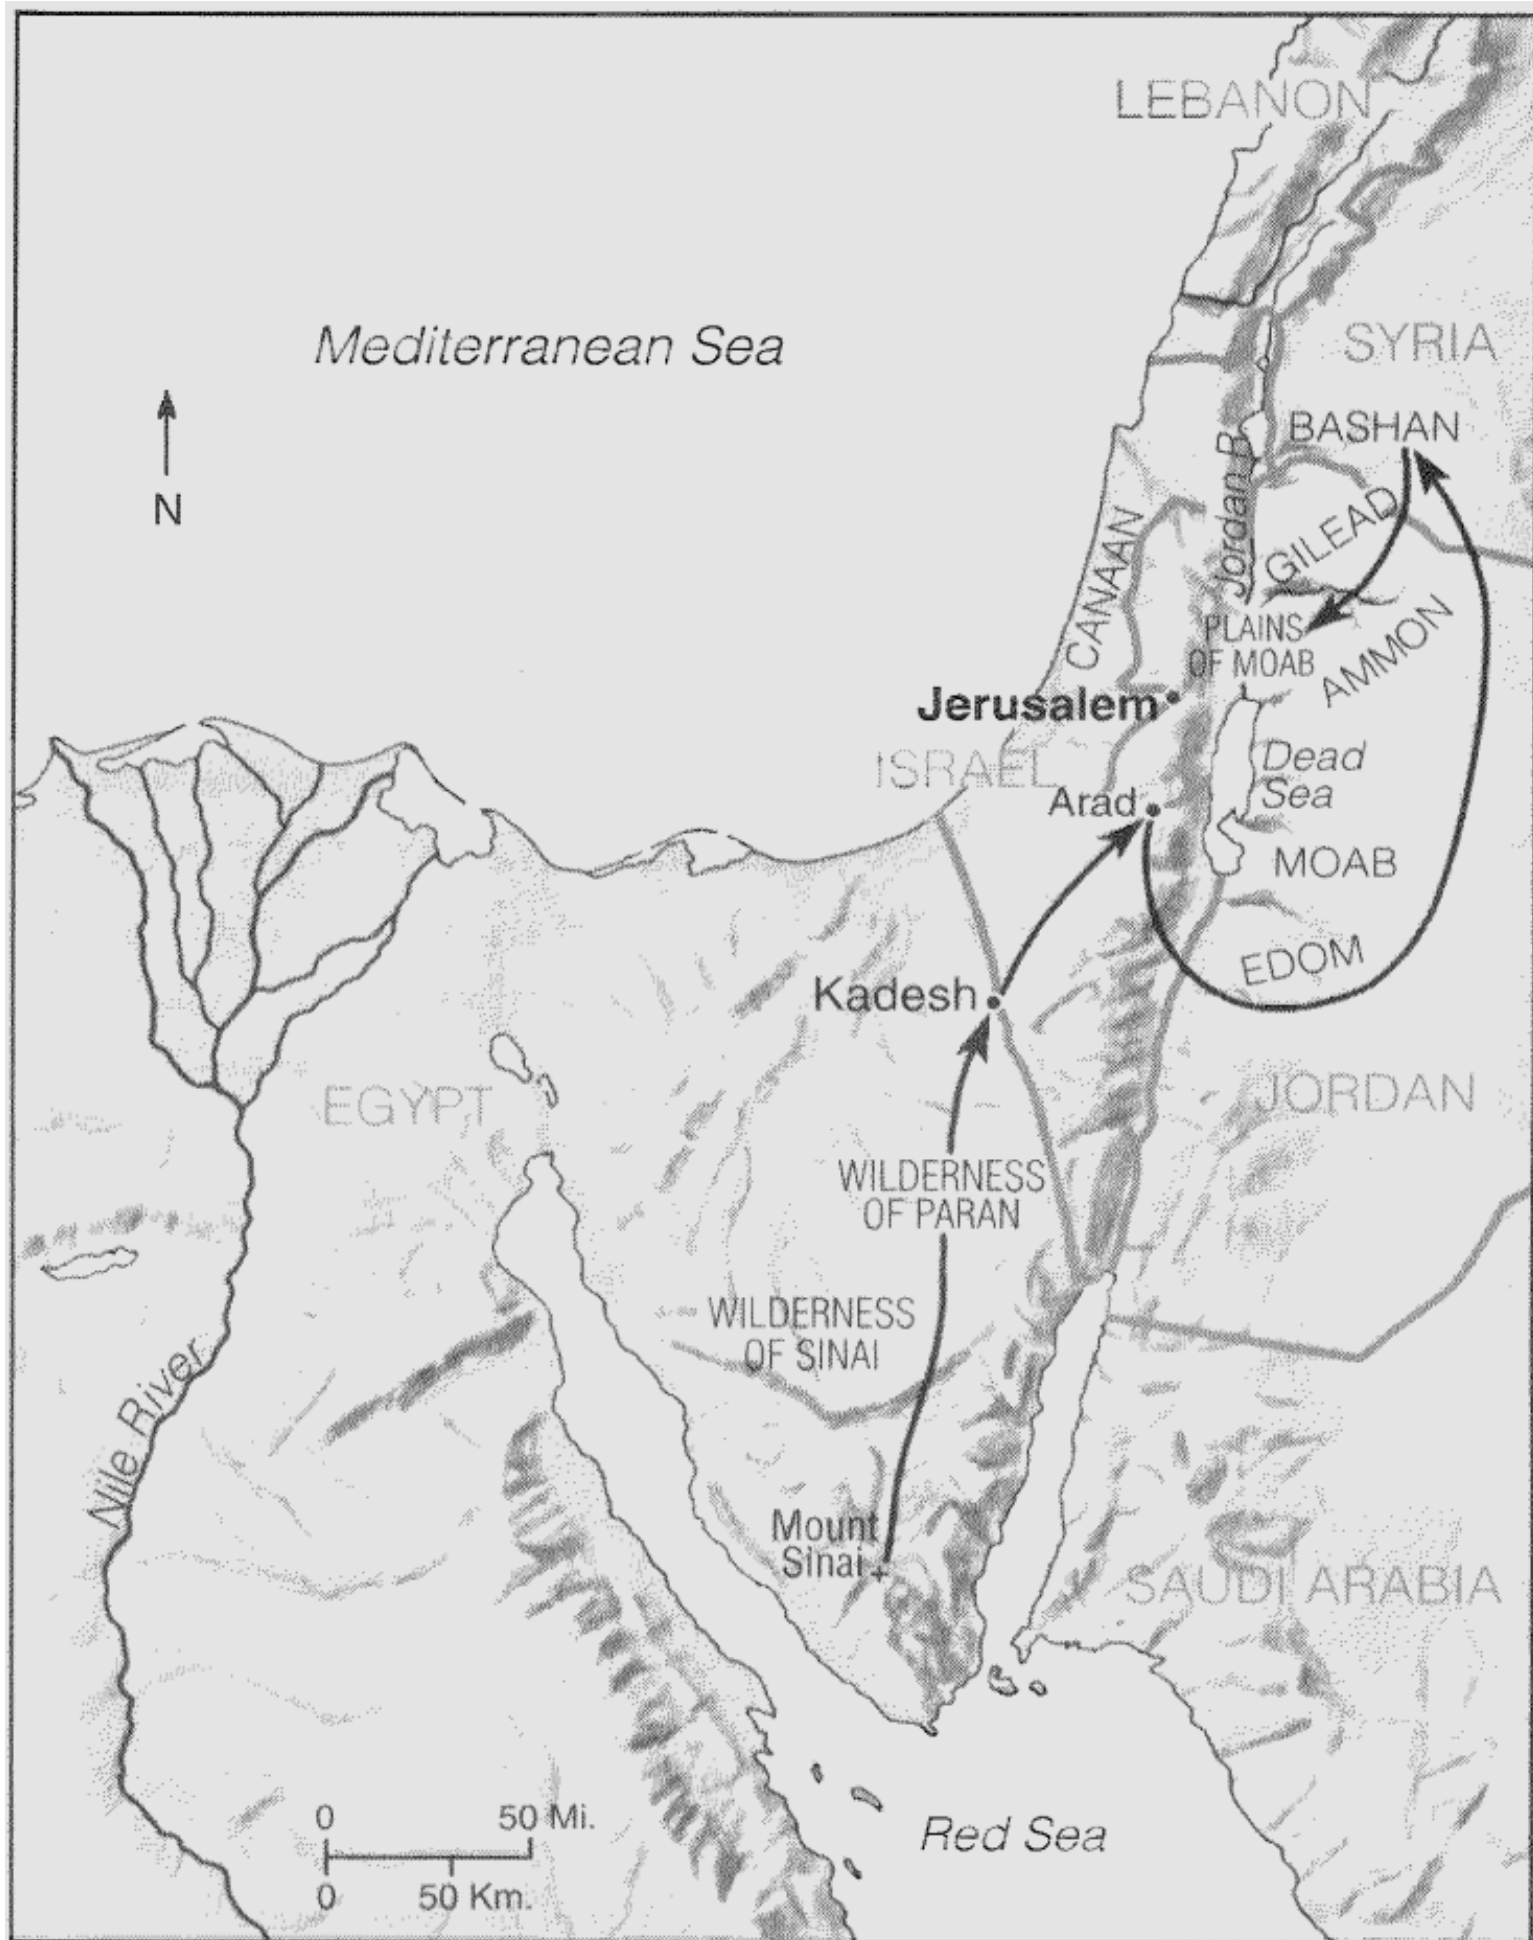 LEBANON
Mediterranean Sea
SYRIA
N
BASHAN
Jordan R.
GILEAD
CANAAN
PLAINS
OF MOAB
AMMON
Jerusalem
ISRAEL
Dead
Sea
Arad
MOAB
EDOM
Kadesh
EGYPT
JORDAN
WILDERNESS
OF PARAN
WILDERNESS
OF SINAI
Nile River
Mount
Sinai
SAUDI ARABIA
0 50 Mi.
0 50 Km.
Red Sea